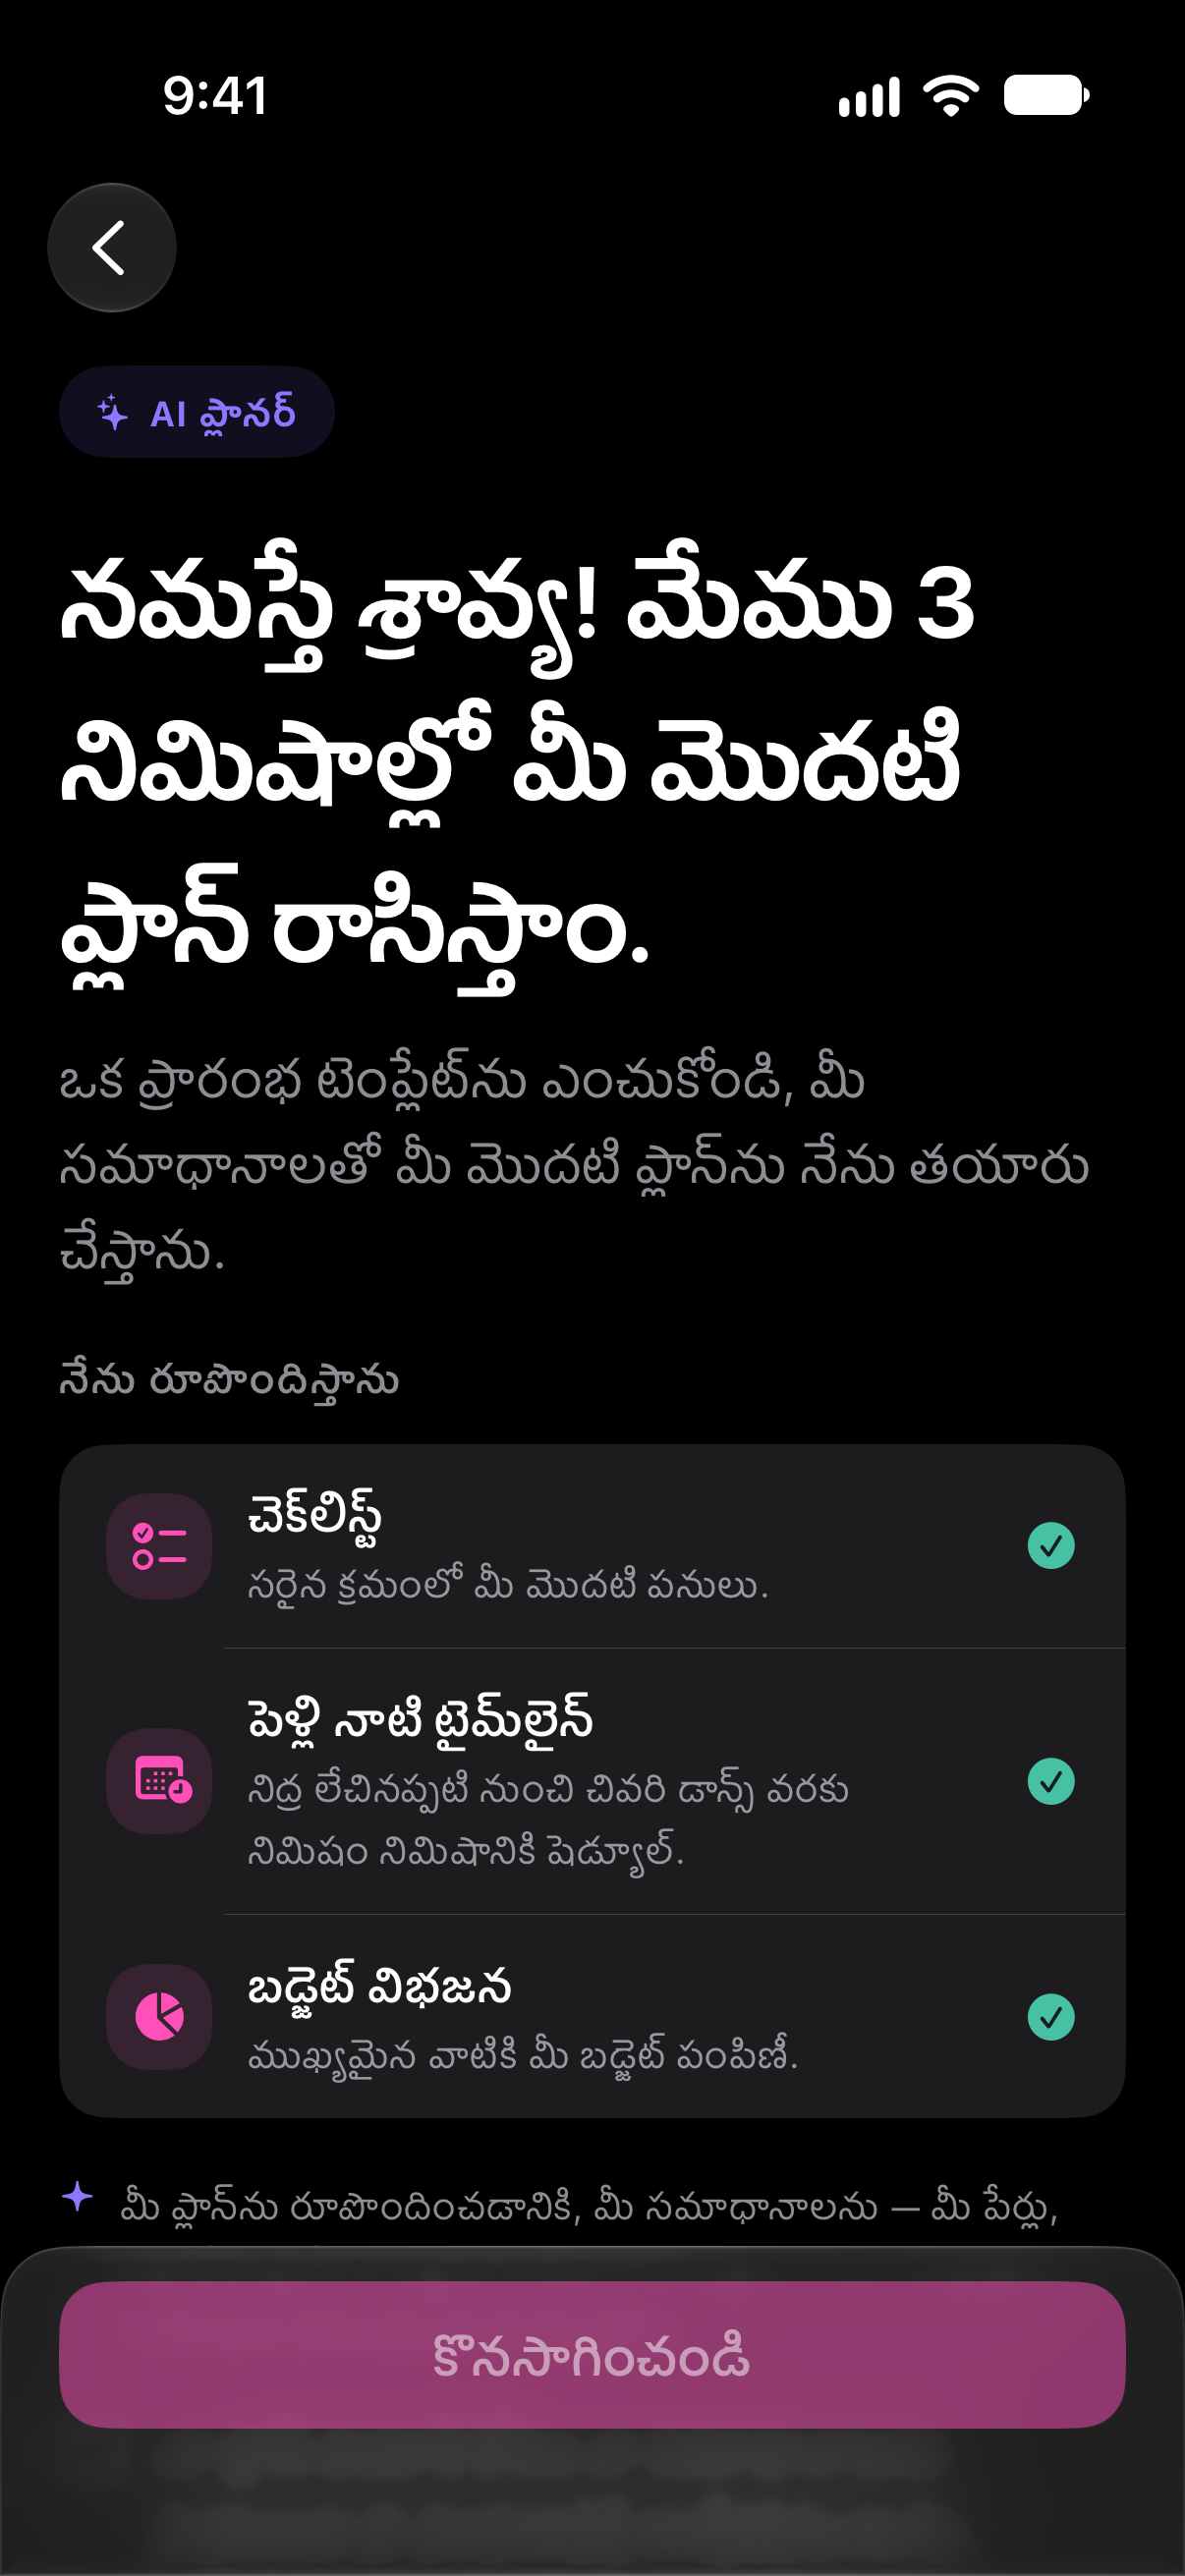 9:41
AI ప్లానర్
నమస్తే శ్రావ్య! మేము 3
నిమిషాల్లో మీ మొదటి
ప్లాన్ రాసిస్తాం.
ఒక ప్రారంభ టెంప్లేట్‌ను ఎంచుకోండి, మీ
సమాధానాలతో మీ మొదటి ప్లాన్‌ను నేను తయారు
చేస్తాను.
నేను రూపొందిస్తాను
చెక్‌లిస్ట్
సరైన క్రమంలో మీ మొదటి పనులు.
పెళ్లి నాటి టైమ్‌లైన్
నిద్ర లేచినప్పటి నుంచి చివరి డాన్స్ వరకు
నిమిషం నిమిషానికి షెడ్యూల్.
బడ్జెట్ విభజన
ముఖ్యమైన వాటికి మీ బడ్జెట్ పంపిణీ.
మీ ప్లాన్‌ను రూపొందించడానికి, మీ సమాధానాలను — మీ పేర్లు,
కొనసాగించండి